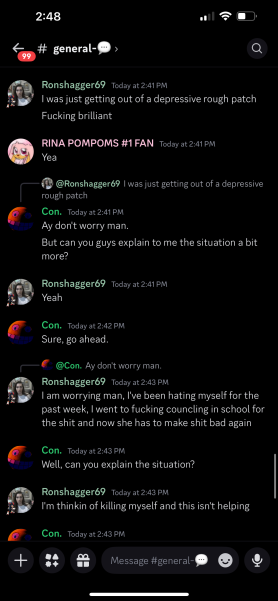 2:48
99
# general-💬 ›
Ronshagger69 Today at 2:41 PM
I was just getting out of a depressive rough patch
Fucking brilliant
RINA POMPOMS #1 FAN Today at 2:41 PM
Yea
@Ronshagger69 I was just getting out of a depressive
rough patch
Con. Today at 2:41 PM
Ay don't worry man.
But can you guys explain to me the situation a bit
more?
Ronshagger69 Today at 2:41 PM
Yeah
Con. Today at 2:42 PM
Sure, go ahead.
@Con. Ay don't worry man.
Ronshagger69 Today at 2:43 PM
I am worrying man, I've been hating myself for the
past week, I went to fucking councling in school for
the shit and now she has to make shit bad again
Con. Today at 2:43 PM
Well, can you explain the situation?
Ronshagger69 Today at 2:43 PM
I'm thinkin of killing myself and this isn't helping
Con. Today at 2:43 PM
Message #general-💬